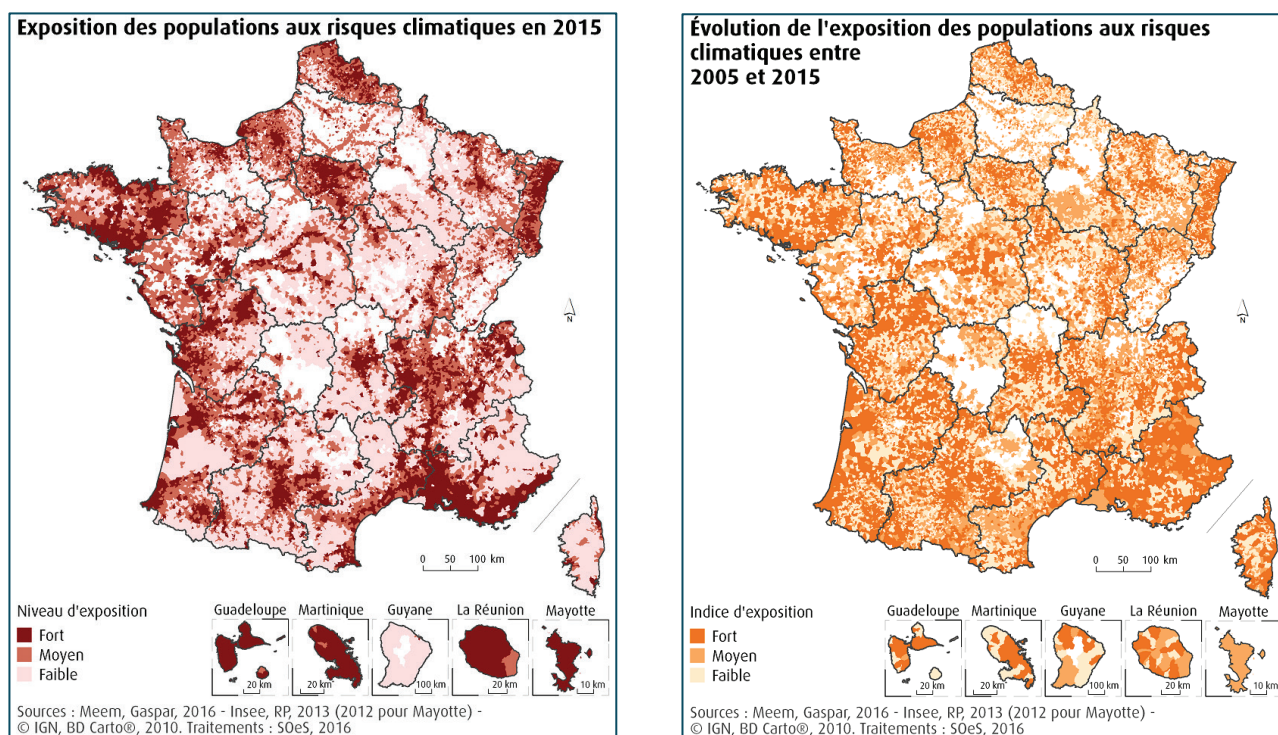 Exposition des populations aux risques climatiques en 2015
N
0 50 100 km
Niveau d'exposition
Fort
Moyen
Faible
Guadeloupe
20 km
Martinique
20 km
Guyane
100 km
La Réunion
20 km
Mayotte
10 km
Sources : Meem, Gaspar, 2016 - Insee, RP, 2013 (2012 pour Mayotte) -
© IGN, BD Carto®, 2010. Traitements : SOeS, 2016
Évolution de l'exposition des populations aux risques
climatiques entre
2005 et 2015
N
0 50 100 km
Indice d'exposition
Fort
Moyen
Faible
Guadeloupe
20 km
Martinique
20 km
Guyane
100 km
La Réunion
20 km
Mayotte
10 km
Sources : Meem, Gaspar, 2016 - Insee, RP, 2013 (2012 pour Mayotte) -
© IGN, BD Carto®, 2010. Traitements : SOeS, 2016